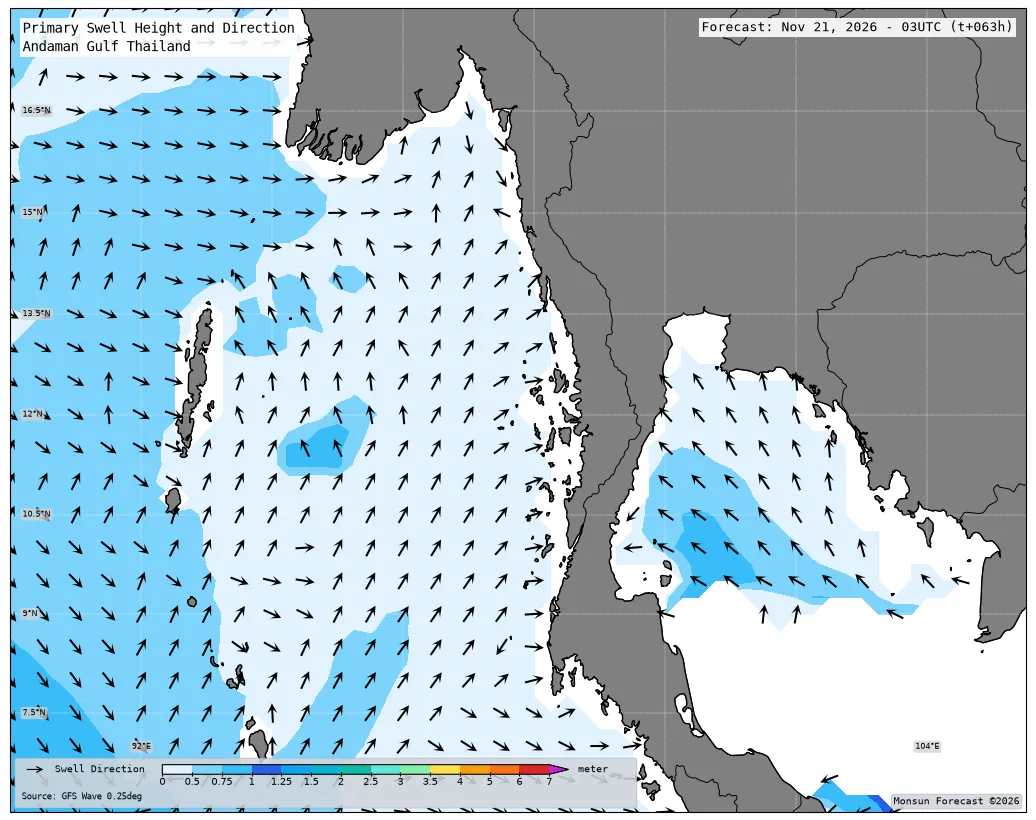 Primary Swell Height and Direction
Andaman Gulf Thailand
Forecast: Nov 21, 2026 - 03UTC (t+063h)
16.5°N
15°N
13.5°N
12°N
10.5°N
9°N
7.5°N
92°E
104°E
Swell Direction
meter
0 0.5 0.75 1 1.25 1.5 2 2.5 3 3.5 4 5 6 7
Source: GFS Wave 0.25deg
Monsun Forecast ©2026